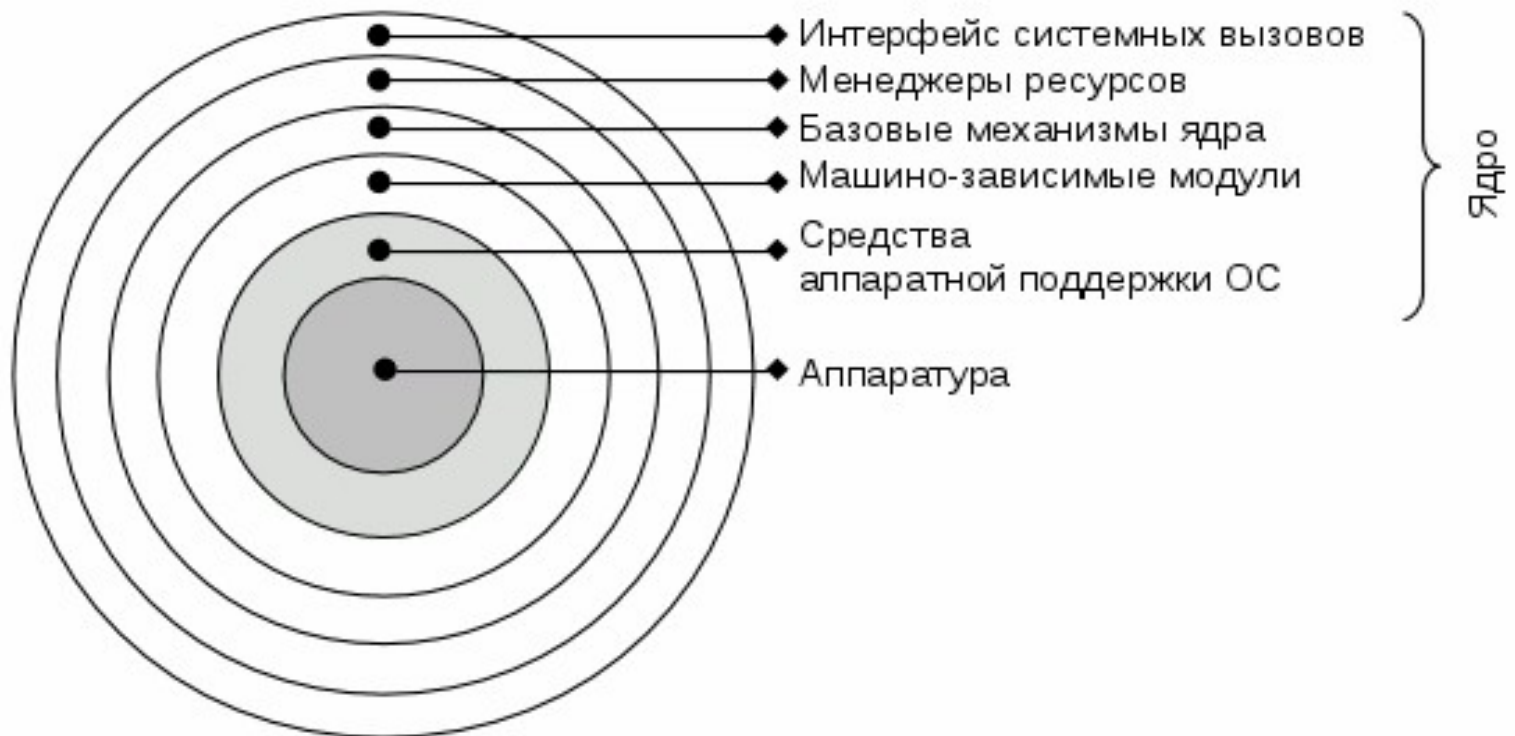 Интерфейс системных вызовов
Менеджеры ресурсов
Базовые механизмы ядра
Машино-зависимые модули
Средства
аппаратной поддержки ОС
Аппаратура
Ядро